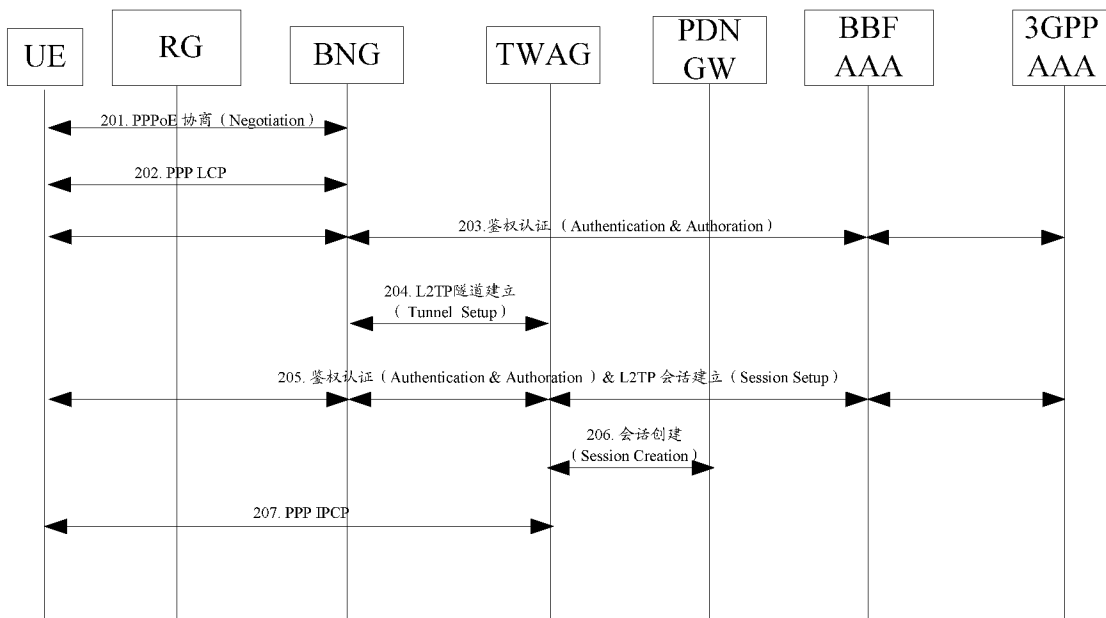 UE
RG
BNG
TWAG
PDN
GW
BBF
AAA
3GPP
AAA
201. PPPoE 协商（Negotiation）
202. PPP LCP
203.鉴权认证（Authentication & Authoration）
204. L2TP隧道建立
（Tunnel Setup）
205. 鉴权认证（Authentication & Authoration）& L2TP 会话建立（Session Setup）
206. 会话创建
（Session Creation）
207. PPP IPCP